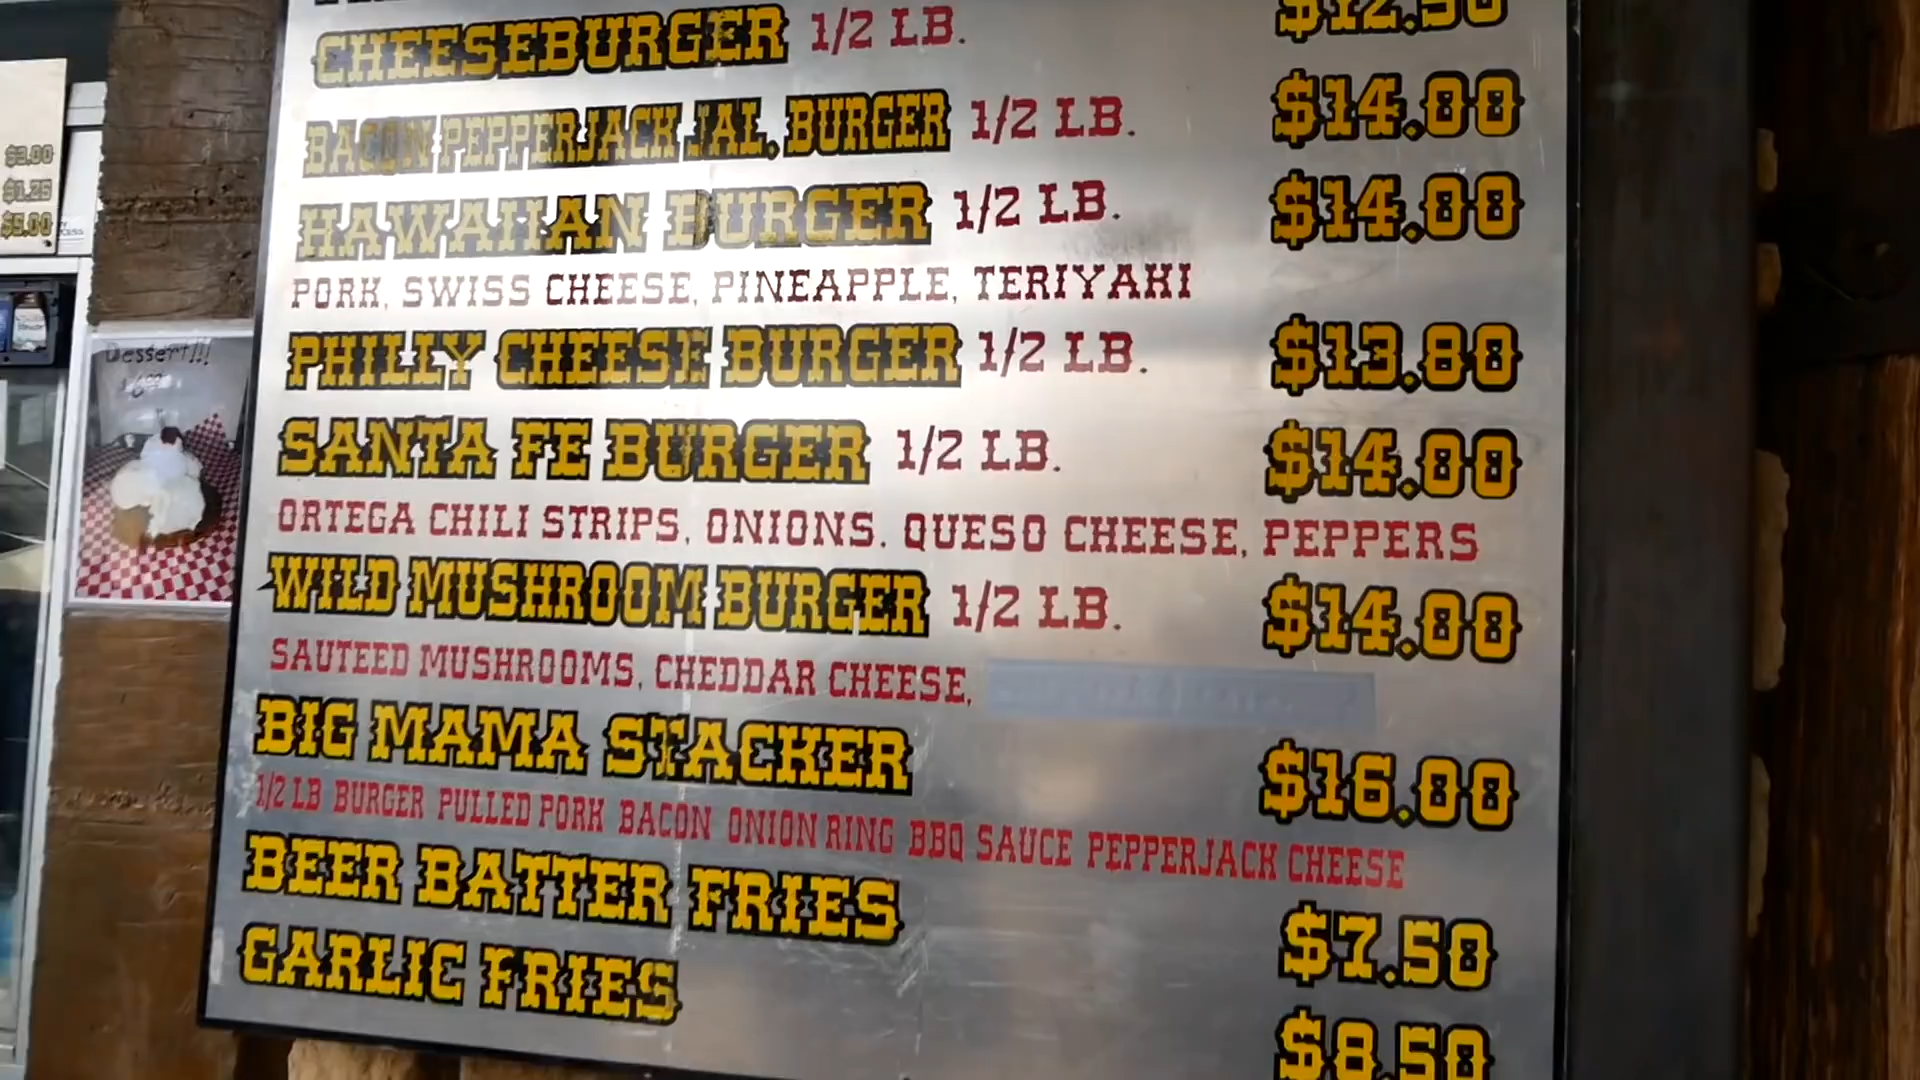 CHEESEBURGER 1/2 LB. $12.50
BACON PEPPERJACK JAL. BURGER 1/2 LB. $14.00
HAWAIIAN BURGER 1/2 LB. $14.00
PORK, SWISS CHEESE, PINEAPPLE, TERIYAKI
PHILLY CHEESE BURGER 1/2 LB. $13.80
SANTA FE BURGER 1/2 LB. $14.00
ORTEGA CHILI STRIPS, ONIONS. QUESO CHEESE, PEPPERS
WILD MUSHROOM BURGER 1/2 LB. $14.00
SAUTEED MUSHROOMS, CHEDDAR CHEESE,
BIG MAMA STACKER $16.00
1/2 LB BURGER PULLED PORK BACON ONION RING BBQ SAUCE PEPPERJACK CHEESE
BEER BATTER FRIES $7.50
GARLIC FRIES $8.50
$3.00
$1.25
$5.00
Dessert!!!